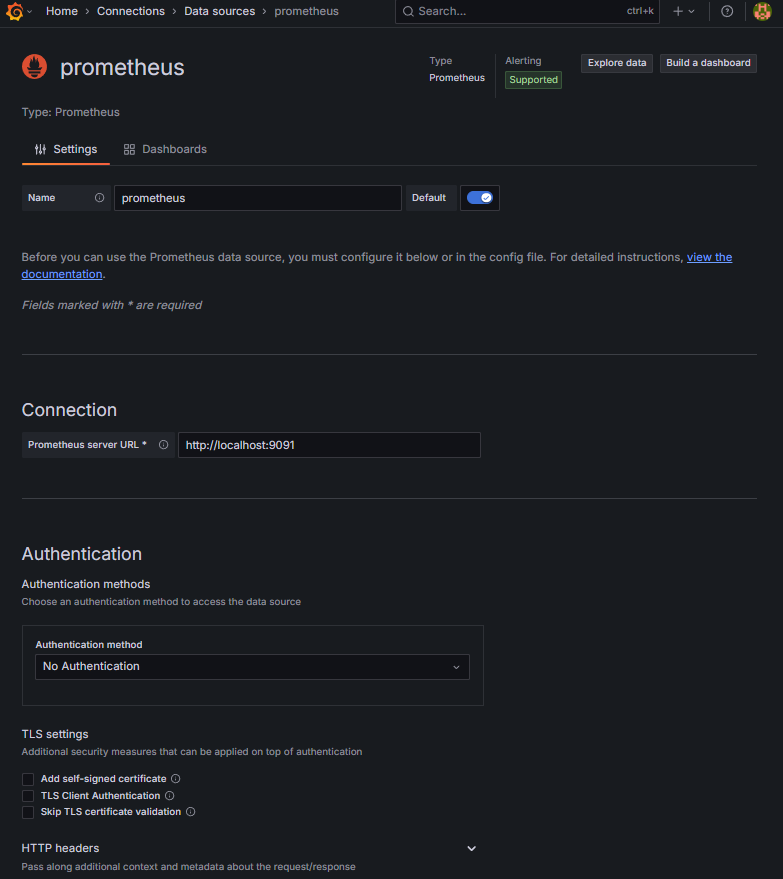 Home > Connections > Data sources > prometheus
Search... ctrl+k
prometheus
Type
Prometheus
Alerting
Supported
Explore data
Build a dashboard
Type: Prometheus
Settings
Dashboards
Name
prometheus
Default
Before you can use the Prometheus data source, you must configure it below or in the config file. For detailed instructions, view the
documentation.
Fields marked with * are required
Connection
Prometheus server URL *
http://localhost:9091
Authentication
Authentication methods
Choose an authentication method to access the data source
Authentication method
No Authentication
TLS settings
Additional security measures that can be applied on top of authentication
Add self-signed certificate
TLS Client Authentication
Skip TLS certificate validation
HTTP headers
Pass along additional context and metadata about the request/response